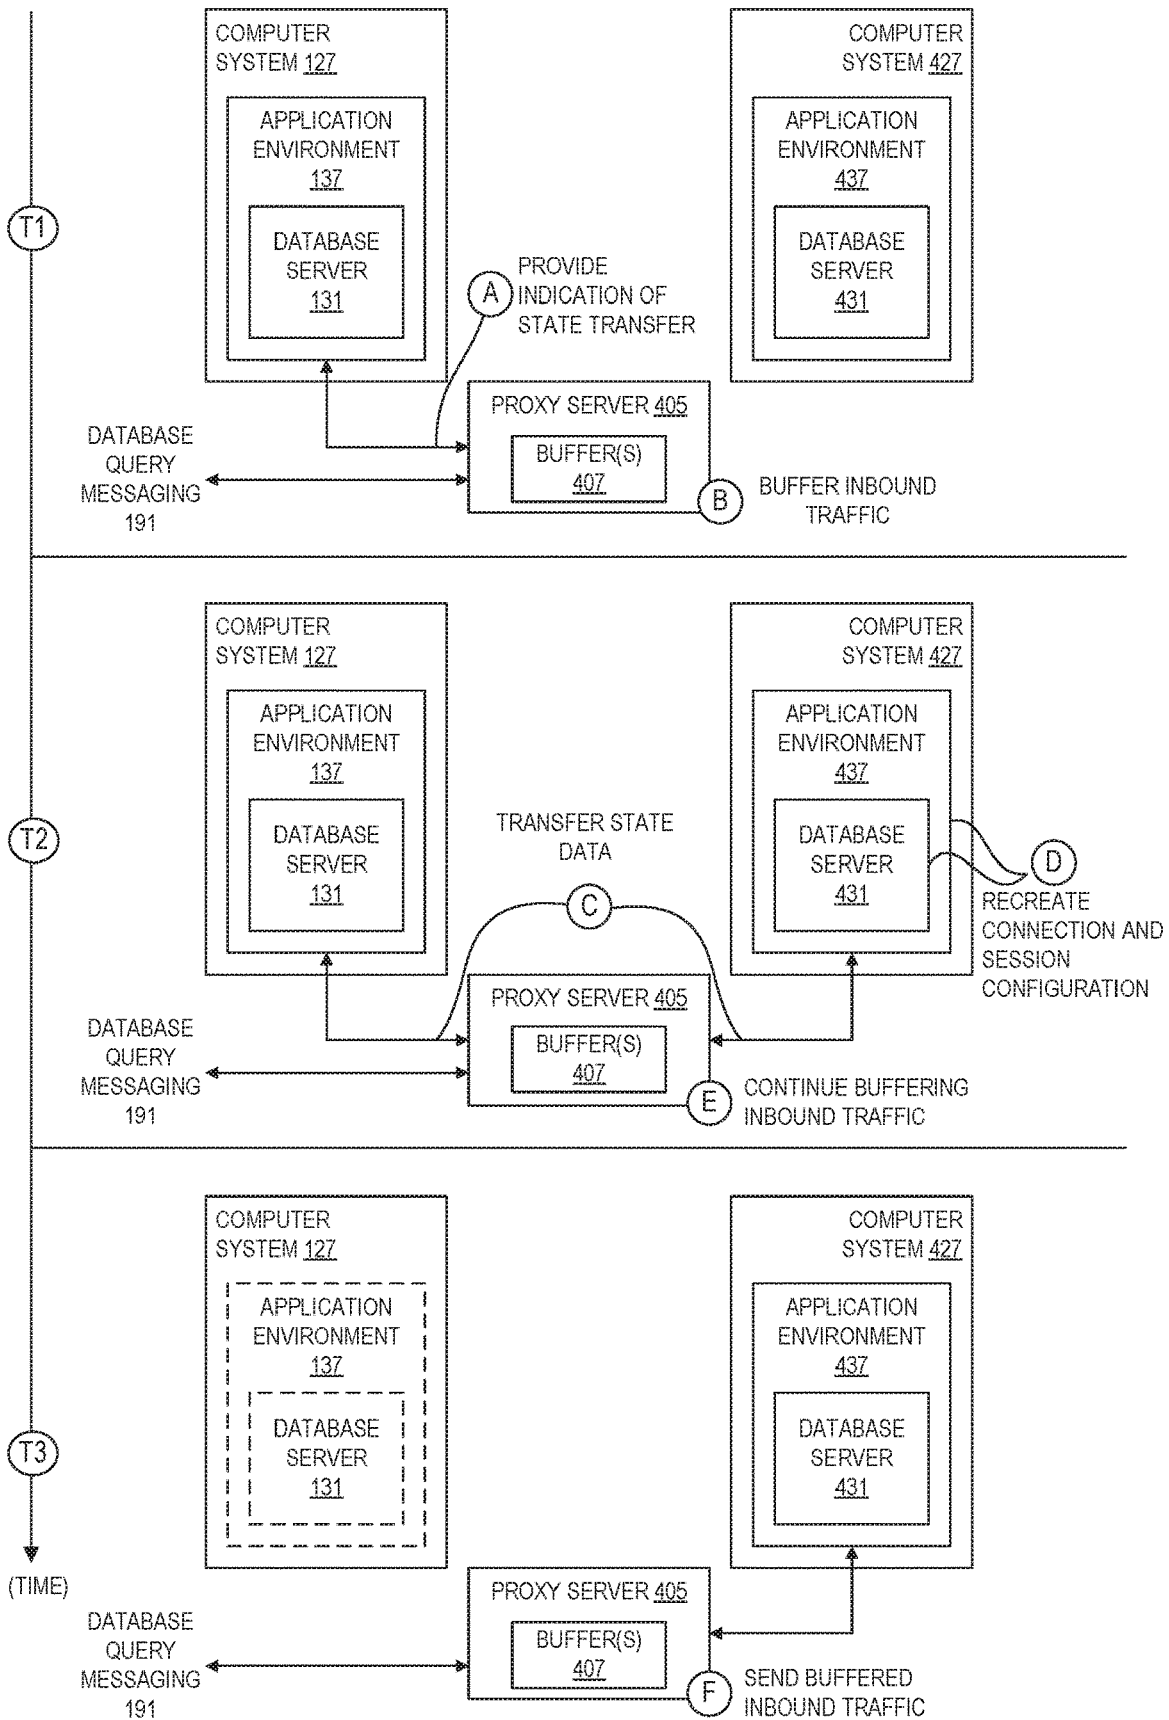 COMPUTER
SYSTEM 127
APPLICATION
ENVIRONMENT
137
DATABASE
SERVER
131
COMPUTER
SYSTEM 427
APPLICATION
ENVIRONMENT
437
DATABASE
SERVER
431
T1
A
PROVIDE
INDICATION OF
STATE TRANSFER
PROXY SERVER 405
BUFFER(S)
407
DATABASE
QUERY
MESSAGING
191
B
BUFFER INBOUND
TRAFFIC
COMPUTER
SYSTEM 127
APPLICATION
ENVIRONMENT
137
DATABASE
SERVER
131
COMPUTER
SYSTEM 427
APPLICATION
ENVIRONMENT
437
DATABASE
SERVER
431
T2
TRANSFER STATE
DATA
C
D
RECREATE
CONNECTION AND
SESSION
CONFIGURATION
PROXY SERVER 405
BUFFER(S)
407
DATABASE
QUERY
MESSAGING
191
E
CONTINUE BUFFERING
INBOUND TRAFFIC
COMPUTER
SYSTEM 127
APPLICATION
ENVIRONMENT
137
DATABASE
SERVER
131
COMPUTER
SYSTEM 427
APPLICATION
ENVIRONMENT
437
DATABASE
SERVER
431
T3
(TIME)
PROXY SERVER 405
BUFFER(S)
407
DATABASE
QUERY
MESSAGING
191
F
SEND BUFFERED
INBOUND TRAFFIC